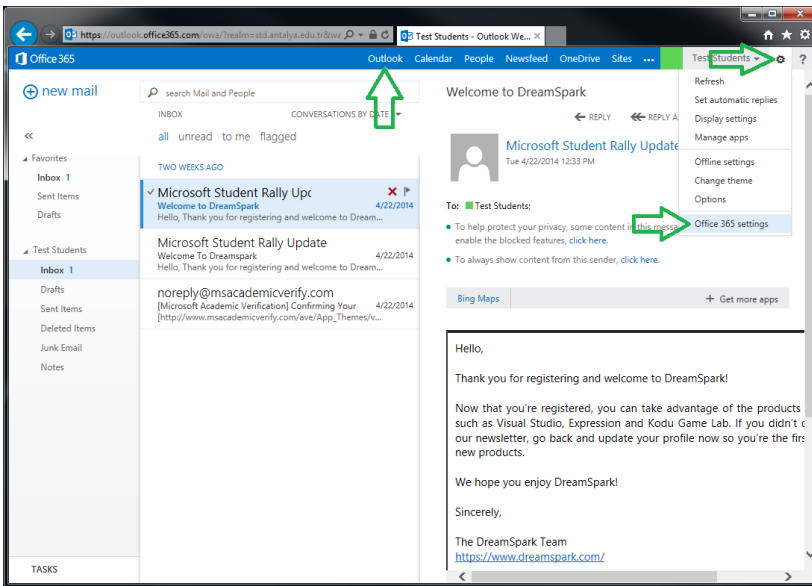 https://outlook.office365.com/owa/?realm=std.antalya.edu.tr&wa
Test Students - Outlook We...
Office 365
Outlook Calendar People Newsfeed OneDrive Sites ... Test Students ?
new mail
search Mail and People
INBOX CONVERSATIONS BY DATE
all unread to me flagged
Favorites
Inbox 1
Sent Items
Drafts
Test Students
Inbox 1
Drafts
Sent Items
Deleted Items
Junk Email
Notes
TASKS
TWO WEEKS AGO
Microsoft Student Rally Upc
Welcome to DreamSpark 4/22/2014
Hello, Thank you for registering and welcome to Dream...
Microsoft Student Rally Update
Welcome To Dreamspark 4/22/2014
Hello, Thank you for registering and welcome to Dream...
noreply@msacademicverify.com
[Microsoft Academic Verification] Confirming Your 4/22/2014
[http://www.msacademicverify.com/ave/App_Themes/v...
Welcome to DreamSpark
REPLY REPLY A
Microsoft Student Rally Update
Tue 4/22/2014 12:33 PM
To: Test Students;
To help protect your privacy, some content in this messa
enable the blocked features, click here.
To always show content from this sender, click here.
Bing Maps + Get more apps
Refresh
Set automatic replies
Display settings
Manage apps
Offline settings
Change theme
Options
Office 365 settings
Hello,
Thank you for registering and welcome to DreamSpark!
Now that you're registered, you can take advantage of the products
such as Visual Studio, Expression and Kodu Game Lab. If you didn't
our newsletter, go back and update your profile now so you're the firs
new products.
We hope you enjoy DreamSpark!
Sincerely,
The DreamSpark Team
https://www.dreamspark.com/